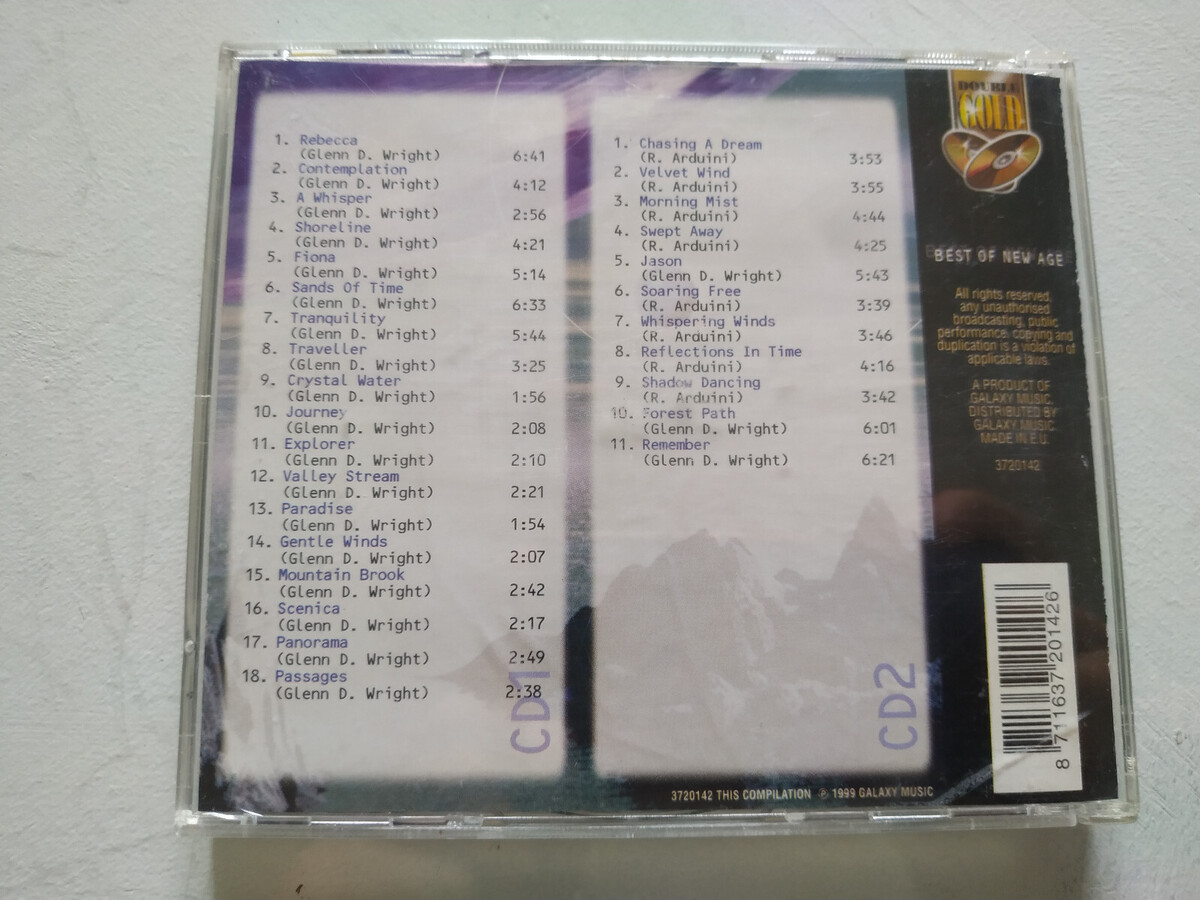 1. Rebecca
(Glenn D. Wright) 6:41
2. Contemplation
(Glenn D. Wright) 4:12
3. A Whisper
(Glenn D. Wright) 2:56
4. Shoreline
(Glenn D. Wright) 4:21
5. Fiona
(Glenn D. Wright) 5:14
6. Sands Of Time
(Glenn D. Wright) 6:33
7. Tranquility
(Glenn D. Wright) 5:44
8. Traveller
(Glenn D. Wright) 3:25
9. Crystal Water
(Glenn D. Wright) 1:56
10. Journey
(Glenn D. Wright) 2:08
11. Explorer
(Glenn D. Wright) 2:10
12. Valley Stream
(Glenn D. Wright) 2:21
13. Paradise
(Glenn D. Wright) 1:54
14. Gentle Winds
(Glenn D. Wright) 2:07
15. Mountain Brook
(Glenn D. Wright) 2:42
16. Scenica
(Glenn D. Wright) 2:17
17. Panorama
(Glenn D. Wright) 2:49
18. Passages
(Glenn D. Wright) 2:38
CD1
1. Chasing A Dream
(R. Arduini) 3:53
2. Velvet Wind
(R. Arduini) 3:55
3. Morning Mist
(R. Arduini) 4:44
4. Swept Away
(R. Arduini) 4:25
5. Jason
(Glenn D. Wright) 5:43
6. Soaring Free
(R. Arduini) 3:39
7. Whispering Winds
(R. Arduini) 3:46
8. Reflections In Time
(R. Arduini) 4:16
9. Shadow Dancing
(R. Arduini) 3:42
10. Forest Path
(Glenn D. Wright) 6:01
11. Remember
(Glenn D. Wright) 6:21
CD2
DOUBLE
GOLD
BEST OF NEW AGE
All rights reserved,
any unauthorised
broadcasting, public
performance, copying and
duplication is a violation of
applicable laws.
A PRODUCT OF
GALAXY MUSIC.
DISTRIBUTED BY
GALAXY MUSIC
MADE IN E.U.
3720142
8 711637 201426
3720142 THIS COMPILATION ℗ 1999 GALAXY MUSIC